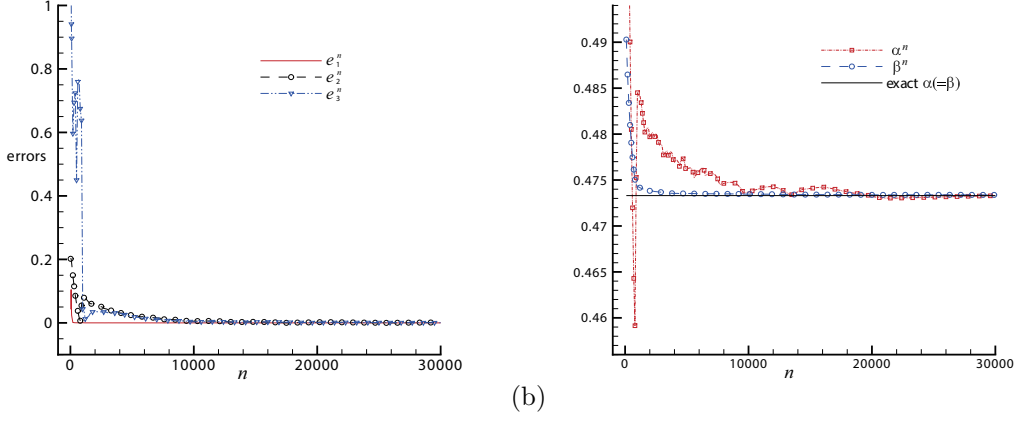 1
0.8
0.6
errors
0.4
0.2
0
0 10000 20000 30000
n
e₁ⁿ
e₂ⁿ
e₃ⁿ
0.49
0.485
0.48
0.475
0.47
0.465
0.46
0 10000 20000 30000
n
αⁿ
βⁿ
exact α(=β)
(b)